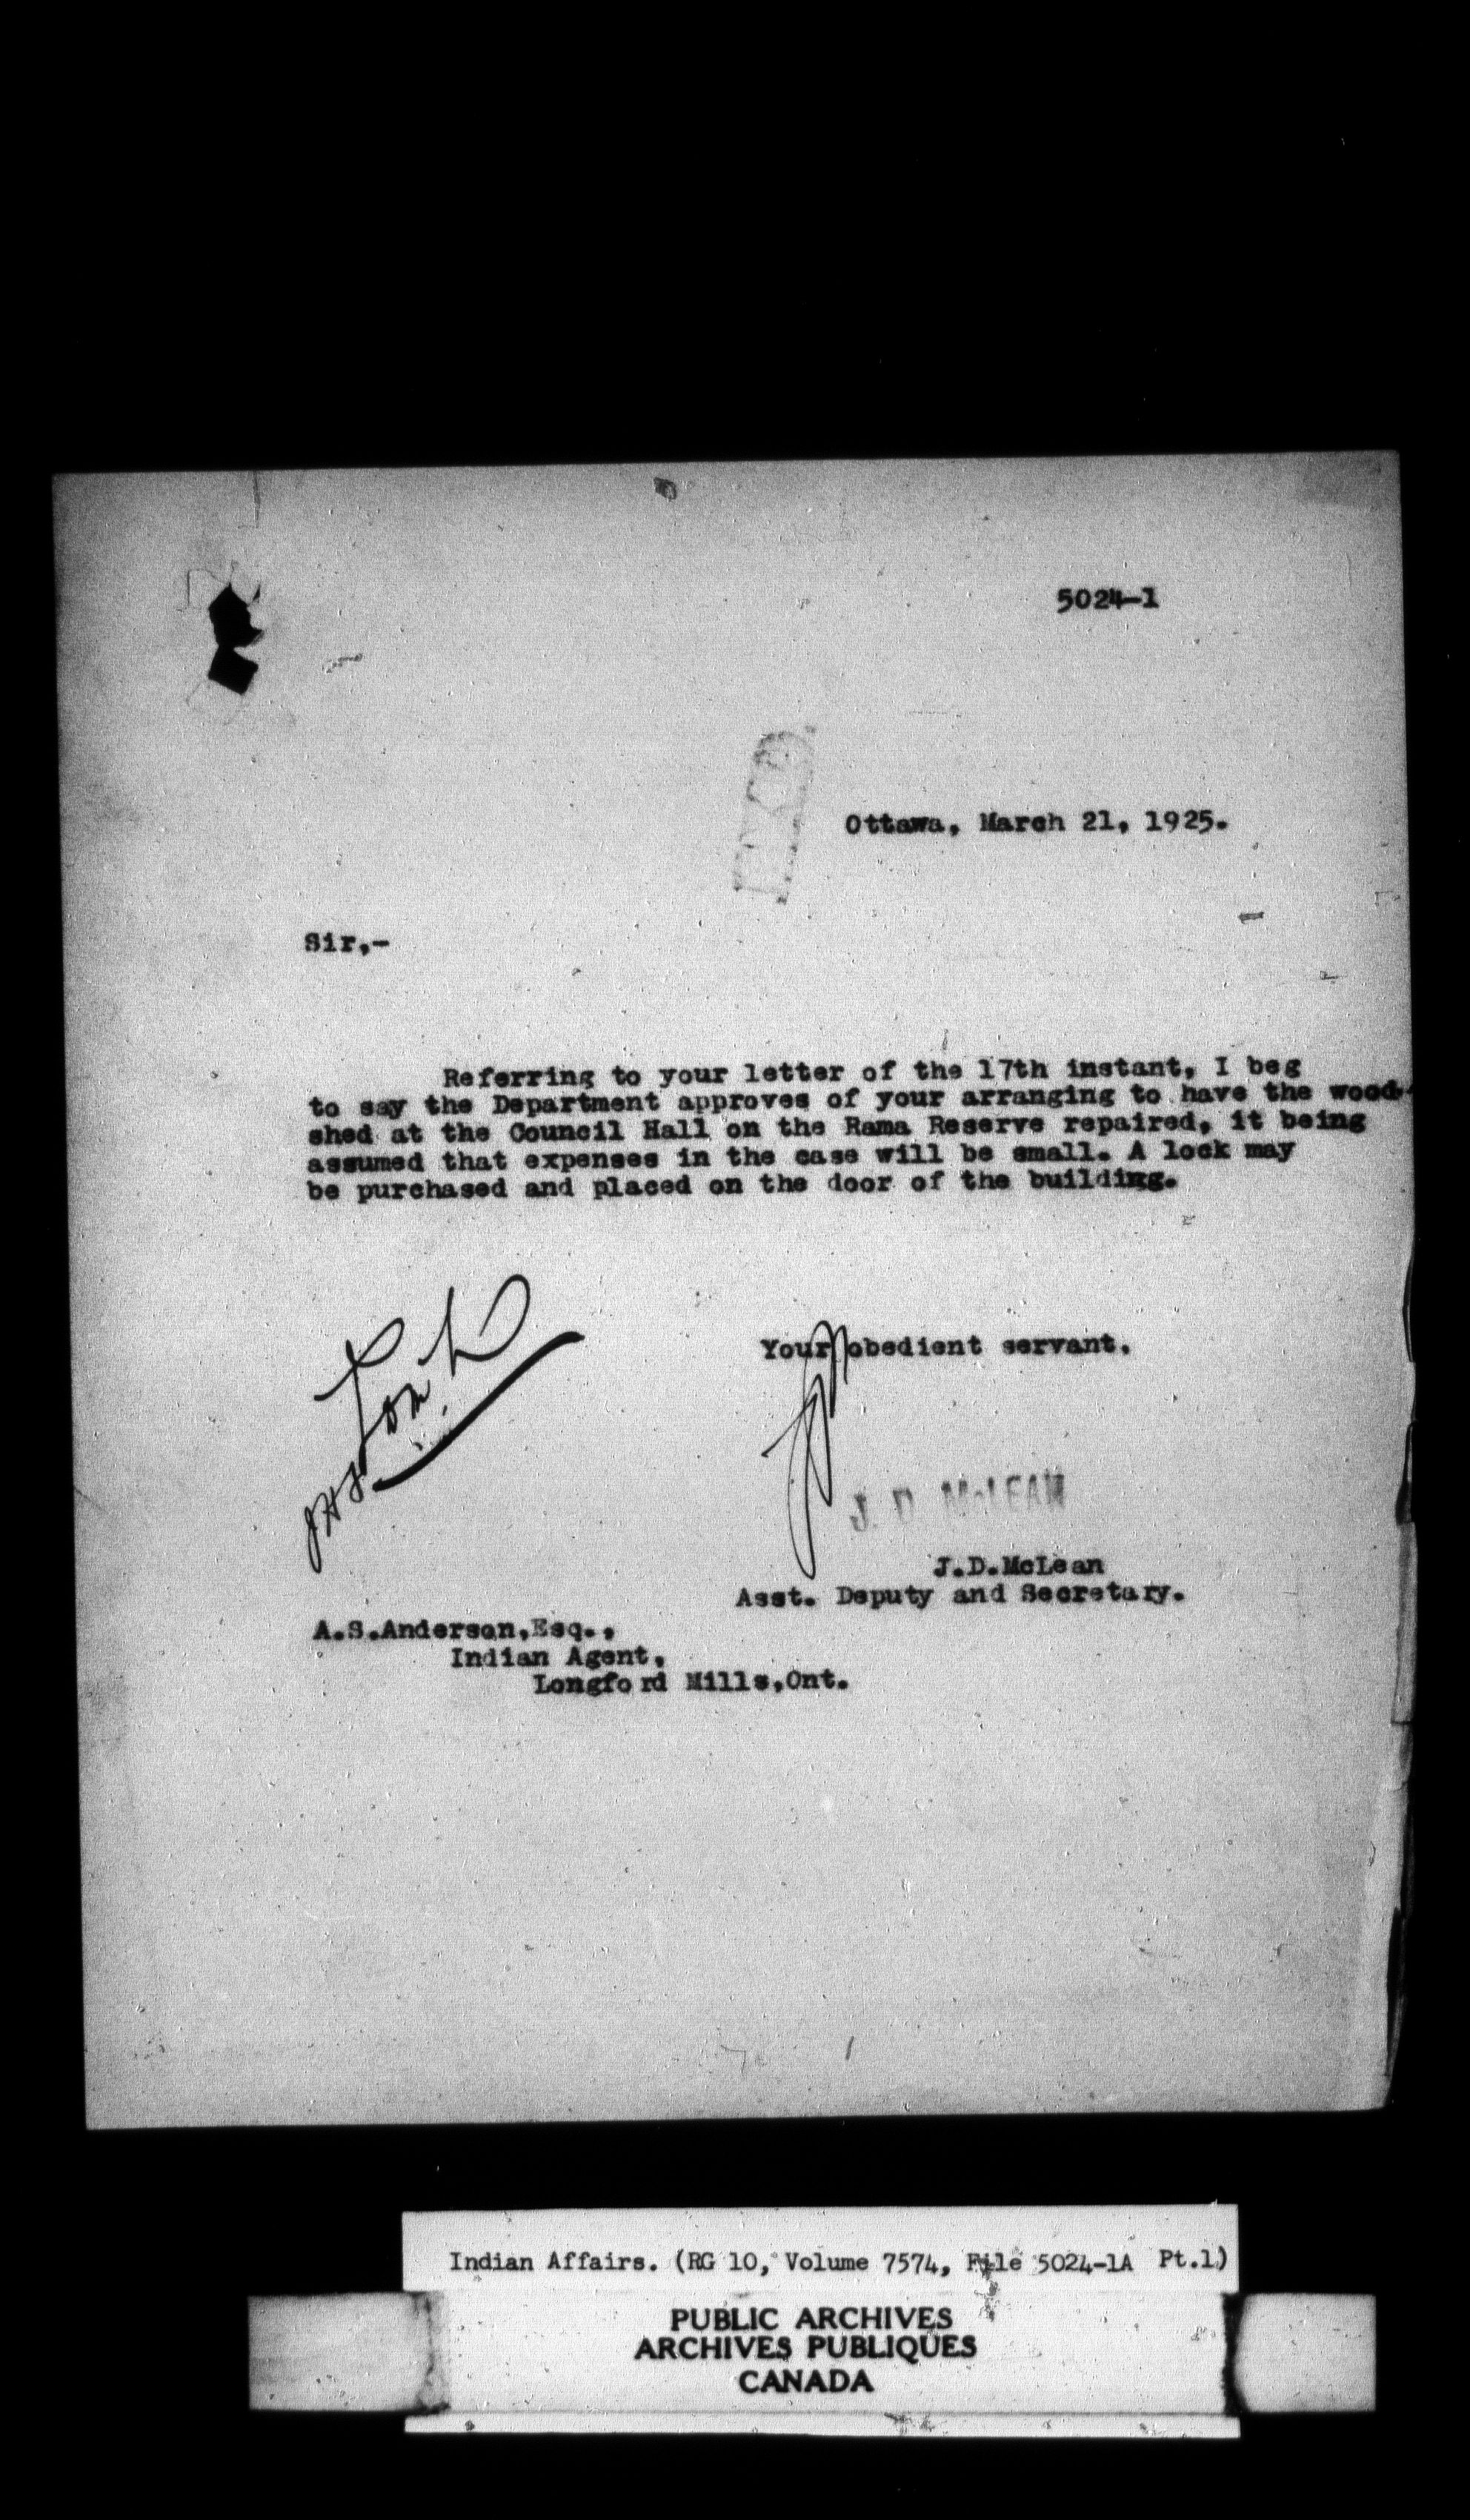 5024-1
Ottawa, March 21, 1925.
Sir,-
Referring to your letter of the 17th instant, I beg
to say the Department approves of your arranging to have the wood-
shed at the Council Hall on the Rama Reserve repaired, it being
assumed that expenses in the case will be small. A lock may
be purchased and placed on the door of the building.
Your obedient servant.
J. D. McLEAN
J.D.McLean
Asst. Deputy and Secretary.
A.S.Anderson,Esq.,
Indian Agent,
Longford Mills,Ont.
Indian Affairs. (RG 10, Volume 7574, File 5024-1A Pt.1)
PUBLIC ARCHIVES
ARCHIVES PUBLIQUES
CANADA